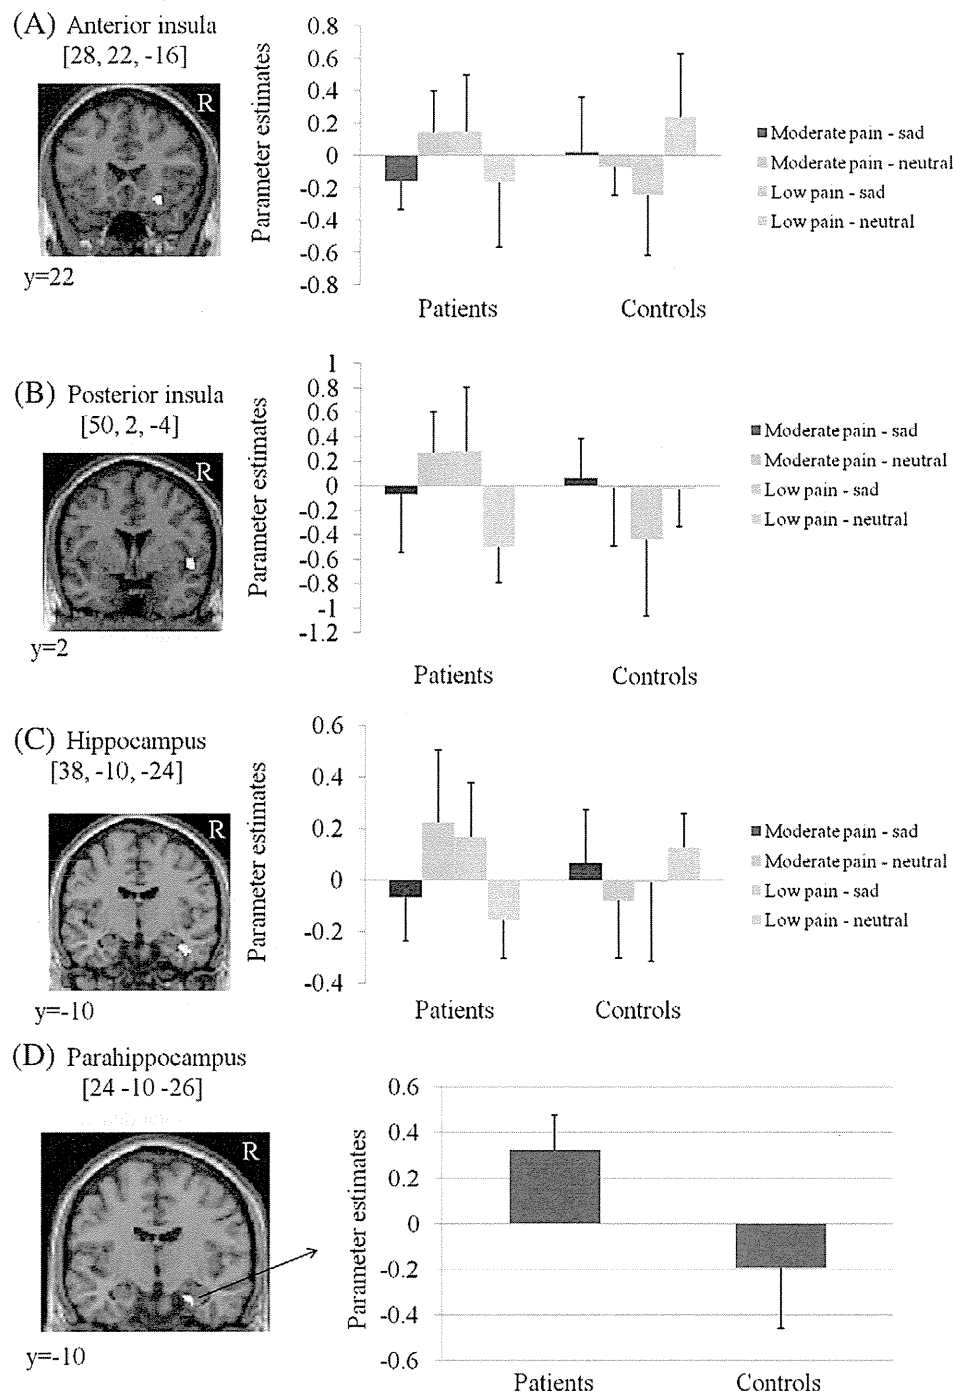 (A) Anterior insula
[28, 22, -16]
R
y=22
Parameter estimates
0.8
0.6
0.4
0.2
0
-0.2
-0.4
-0.6
-0.8
Patients
Controls
Moderate pain - sad
Moderate pain - neutral
Low pain - sad
Low pain - neutral
(B) Posterior insula
[50, 2, -4]
R
y=2
Parameter estimates
1
0.8
0.6
0.4
0.2
0
-0.2
-0.4
-0.6
-0.8
-1
-1.2
Patients
Controls
Moderate pain - sad
Moderate pain - neutral
Low pain - sad
Low pain - neutral
(C) Hippocampus
[38, -10, -24]
R
y=-10
Parameter estimates
0.6
0.4
0.2
0
-0.2
-0.4
Patients
Controls
Moderate pain - sad
Moderate pain - neutral
Low pain - sad
Low pain - neutral
(D) Parahippocampus
[24 -10 -26]
R
y=-10
Parameter estimates
0.6
0.4
0.2
0
-0.2
-0.4
-0.6
Patients
Controls